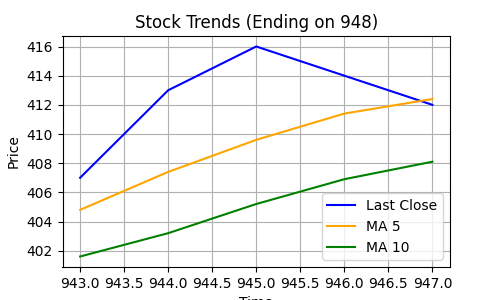 Stock Trends (Ending on 948)
Price
416
414
412
410
408
406
404
402
Last Close
MA 5
MA 10
943.0 943.5 944.0 944.5 945.0 945.5 946.0 946.5 947.0
Time